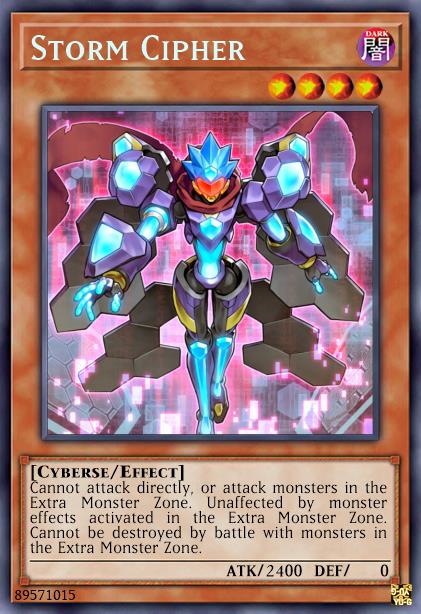 Storm Cipher
DARK
闇
[Cyberse/Effect]
Cannot attack directly, or attack monsters in the
Extra Monster Zone. Unaffected by monster
effects activated in the Extra Monster Zone.
Cannot be destroyed by battle with monsters in
the Extra Monster Zone.
ATK/2400 DEF/ 0
89571015